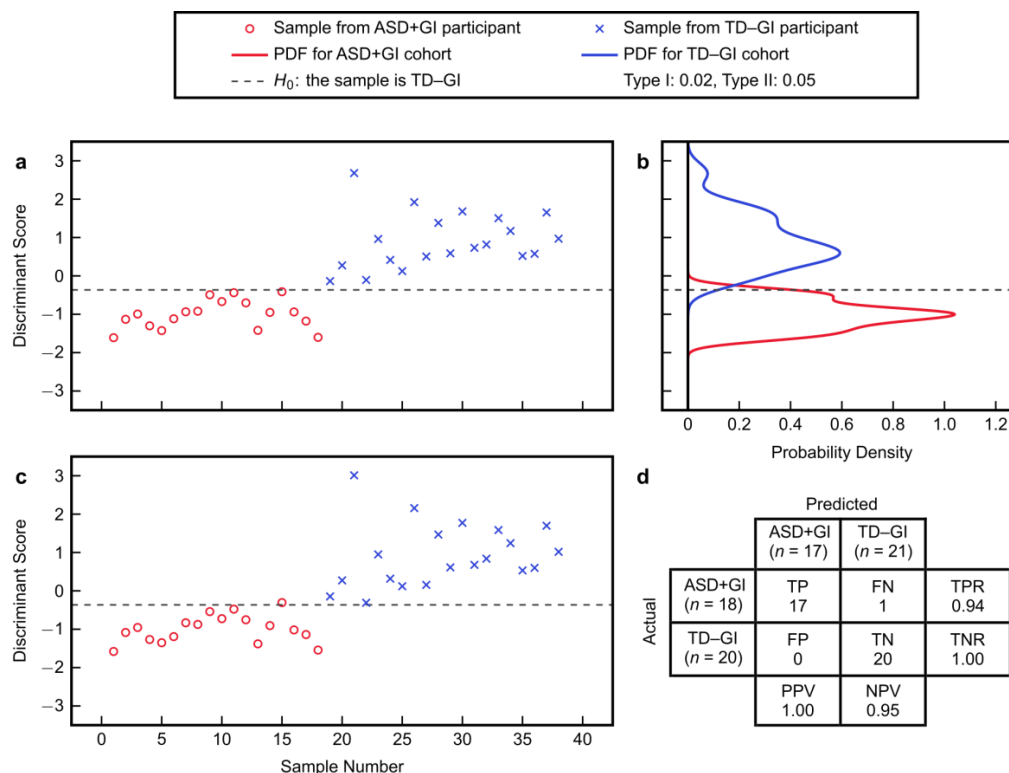 Sample from ASD+GI participant
Sample from TD–GI participant
PDF for ASD+GI cohort
PDF for TD–GI cohort
H0: the sample is TD–GI
Type I: 0.02, Type II: 0.05
a
3
2
1
0
−1
−2
−3
Discriminant Score
b
0
0.2
0.4
0.6
0.8
1.0
1.2
Probability Density
c
3
2
1
0
−1
−2
−3
Discriminant Score
0
5
10
15
20
25
30
35
40
Sample Number
d
Predicted
ASD+GI
(n = 17)
TD–GI
(n = 21)
Actual
ASD+GI
(n = 18)
TP
17
FN
1
TPR
0.94
TD–GI
(n = 20)
FP
0
TN
20
TNR
1.00
PPV
1.00
NPV
0.95